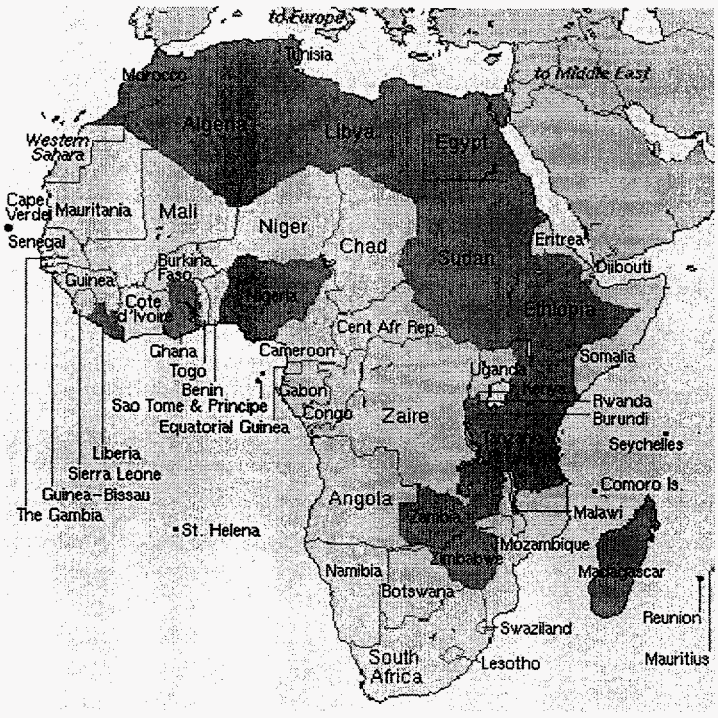 to Europe
Tunisia
Morocco
to Middle East
Algeria
Libya
Egypt
Western
Sahara
Cape
Verde
Mauritania
Mali
Niger
Chad
Sudan
Eritrea
Senegal
Djibouti
Burkina
Faso
Guinea
Nigeria
Cote
d'Ivoire
Ethiopia
Cent Afr Rep
Ghana
Cameroon
Somalia
Togo
Uganda
Benin
Kenya
Gabon
Rwanda
Sao Tome & Principe
Congo
Zaire
Burundi
Equatorial Guinea
Tanzania
Seychelles
Liberia
Sierra Leone
Comoro Is.
Guinea-Bissau
Angola
The Gambia
Zambia
Malawi
St. Helena
Mozambique
Zimbabwe
Namibia
Madagascar
Botswana
Reunion
Swaziland
South
Africa
Lesotho
Mauritius